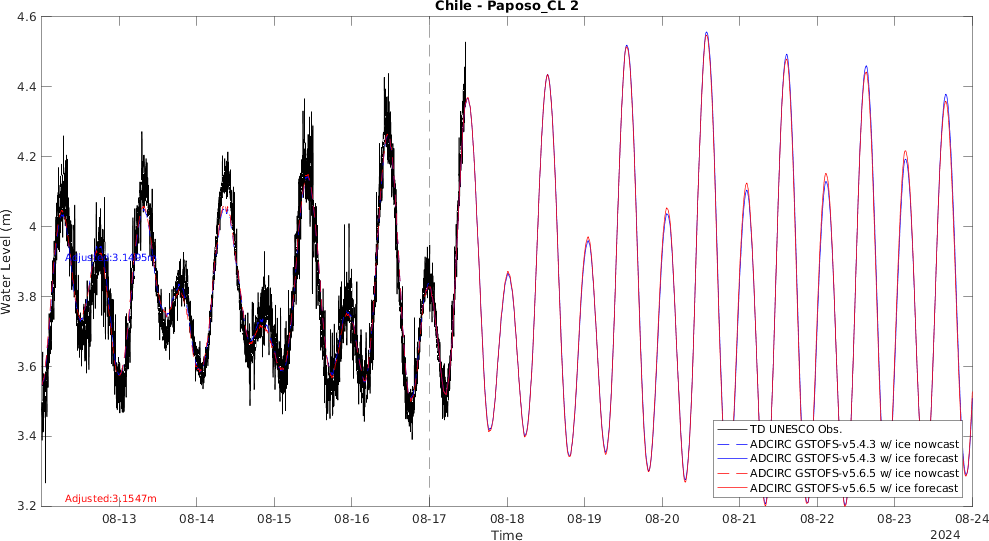 Chile - Paposo_CL 2
4.6
4.4
4.2
4
3.8
3.6
3.4
3.2
Water Level (m)
Adjusted:3.1495m
Adjusted:3.1547m
TD UNESCO Obs.
ADCIRC GSTOFS-v5.4.3 w/ ice nowcast
ADCIRC GSTOFS-v5.4.3 w/ ice forecast
ADCIRC GSTOFS-v5.6.5 w/ ice nowcast
ADCIRC GSTOFS-v5.6.5 w/ ice forecast
08-13 08-14 08-15 08-16 08-17 08-18 08-19 08-20 08-21 08-22 08-23 08-24
Time
2024